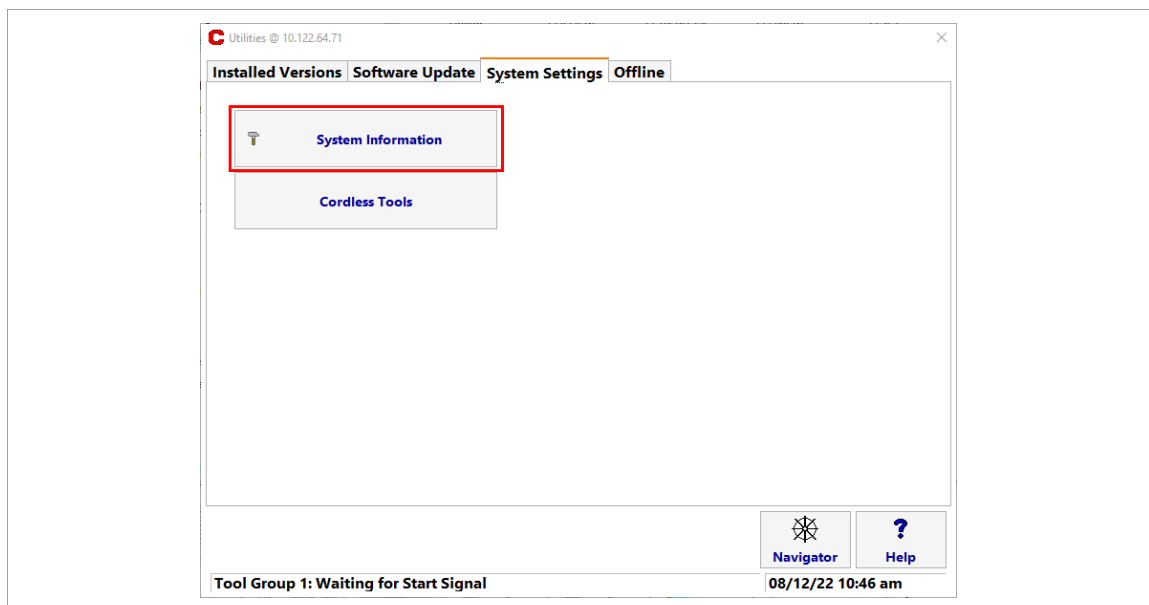 Utilities @ 10.122.64.71
Installed Versions Software Update System Settings Offline
System Information
Cordless Tools
Navigator Help
Tool Group 1: Waiting for Start Signal 08/12/22 10:46 am